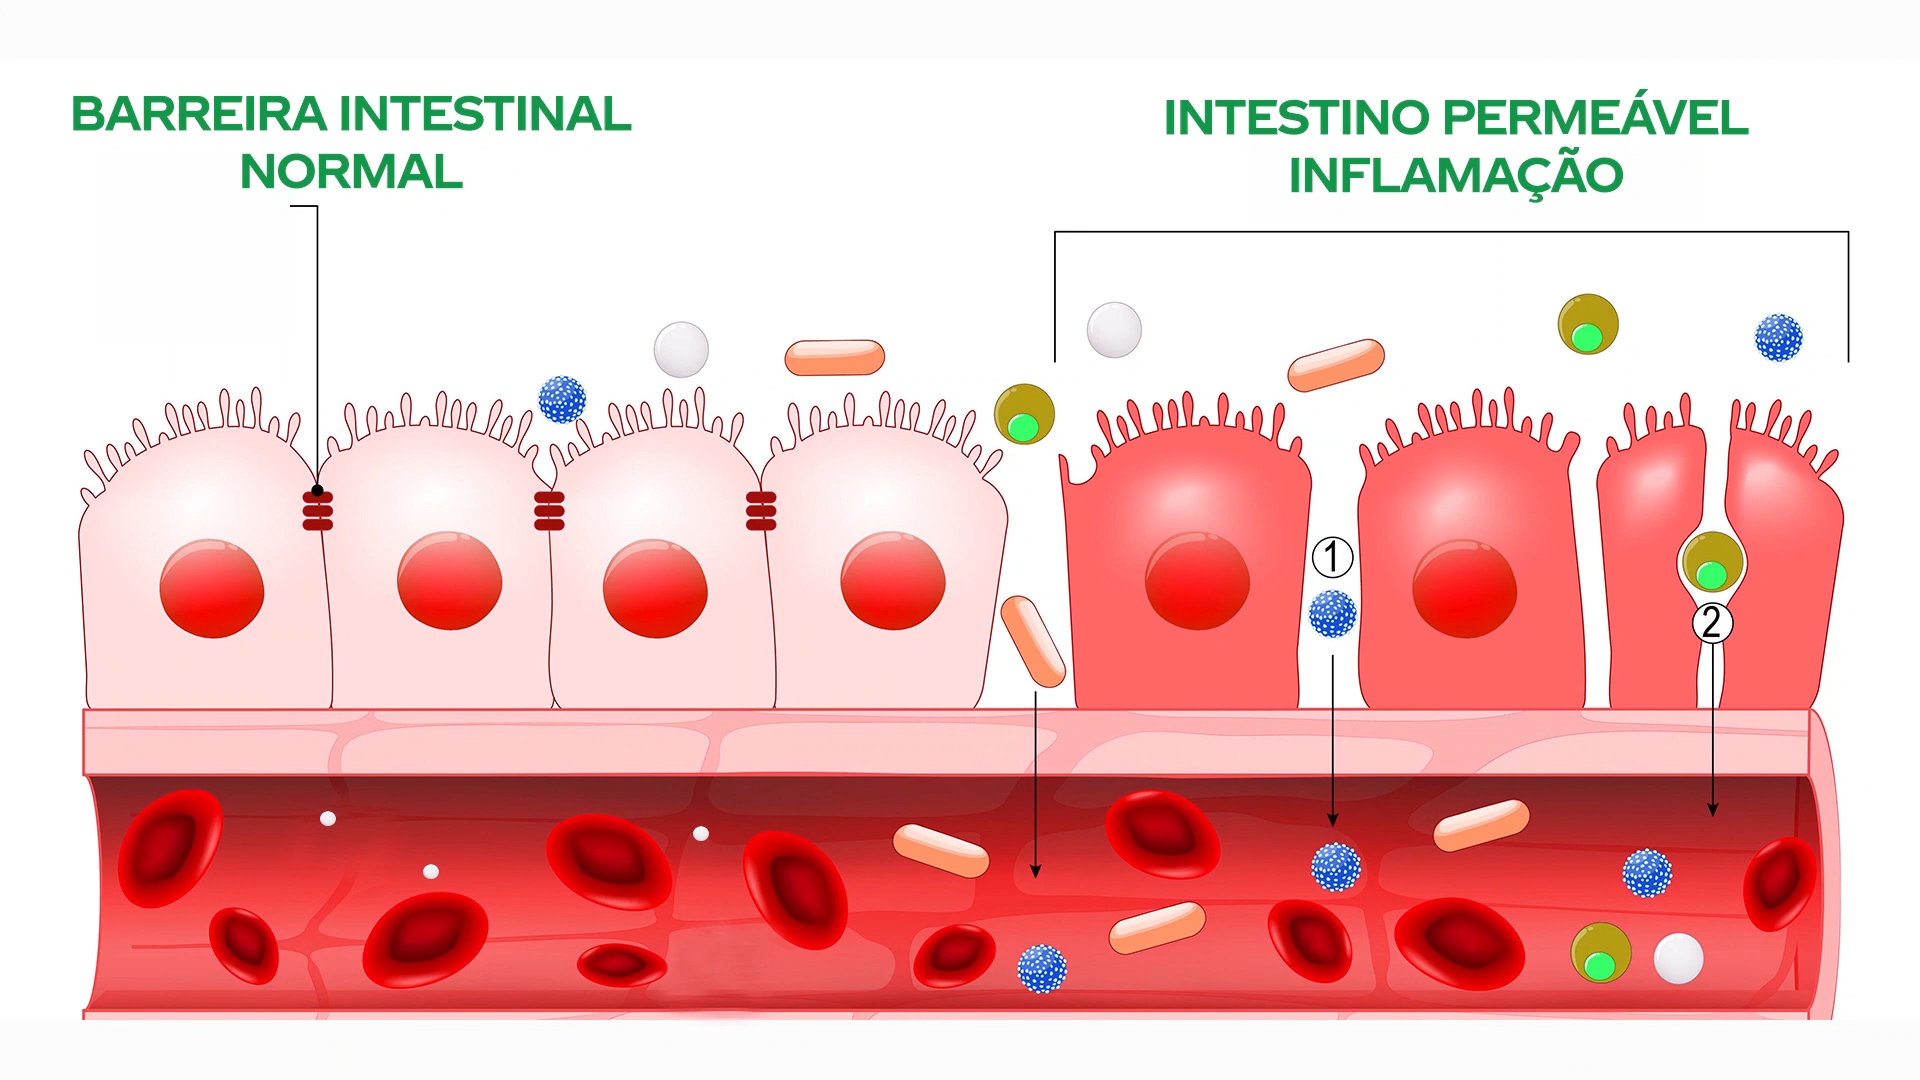 BARREIRA INTESTINAL
NORMAL
INTESTINO PERMEÁVEL
INFLAMAÇÃO
1
2